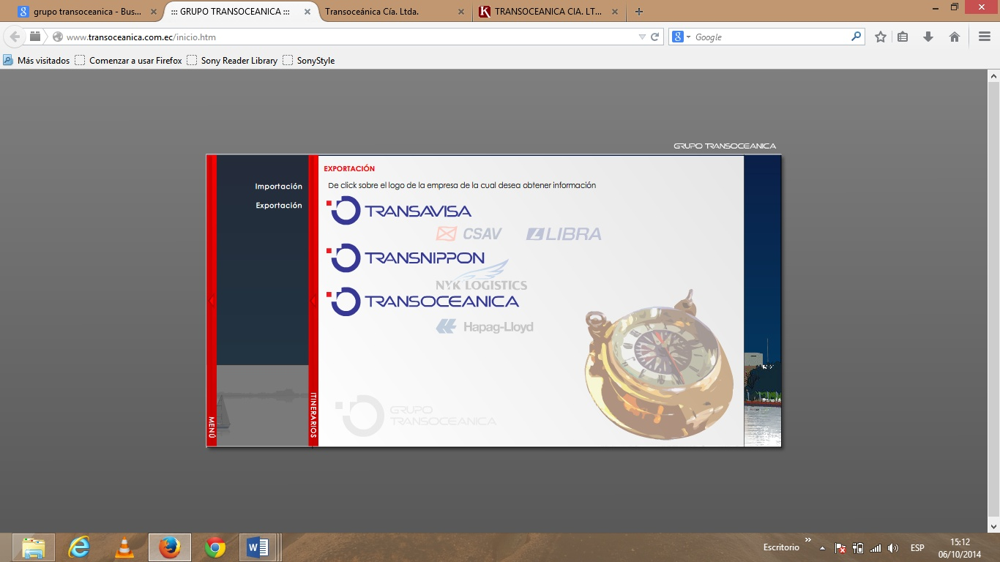 grupo transoceanica - Bus...
::: GRUPO TRANSOCEANICA :::
Transoceánica Cía. Ltda.
TRANSOCEANICA CIA. LT...
www.transoceanica.com.ec/inicio.htm
Google
Más visitados
Comenzar a usar Firefox
Sony Reader Library
SonyStyle
GRUPO TRANSOCEANICA
MENÚ
Importación
Exportación
ITINERARIOS
EXPORTACIÓN
De click sobre el logo de la empresa de la cual desea obtener información
TRANSAVISA
CSAV
LIBRA
TRANSNIPPON
NYK LOGISTICS
TRANSOCEANICA
Hapag-Lloyd
GRUPO
TRANSOCEANICA
Escritorio
ESP
15:12
06/10/2014